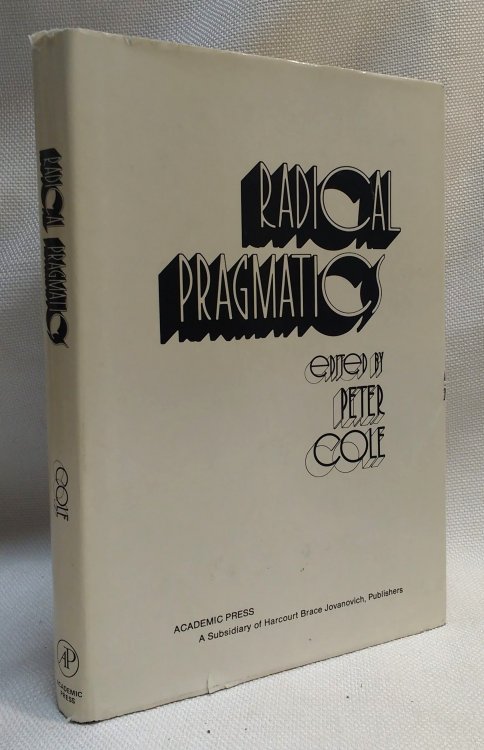 RADICAL
PRAGMATICS
EDITED BY
PETER
COLE
ACADEMIC PRESS
A Subsidiary of Harcourt Brace Jovanovich, Publishers
RADICAL PRAGMATICS
COLE
AP
ACADEMIC
PRESS